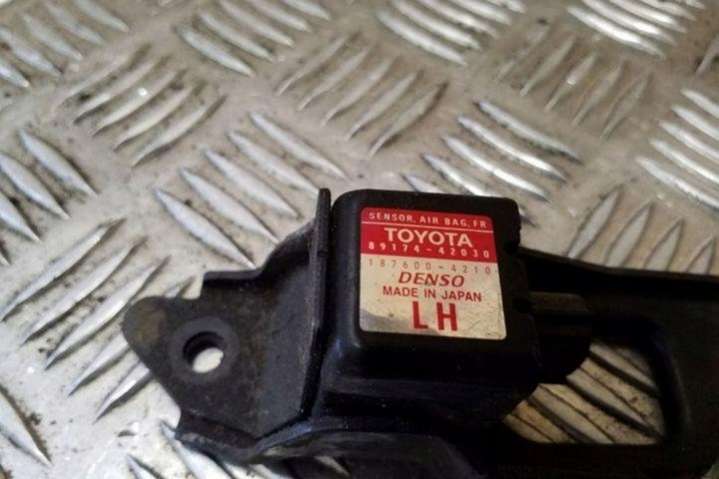 SENSOR, AIR BAG, FR
TOYOTA
89174-42030
187600-4210
DENSO
MADE IN JAPAN
LH